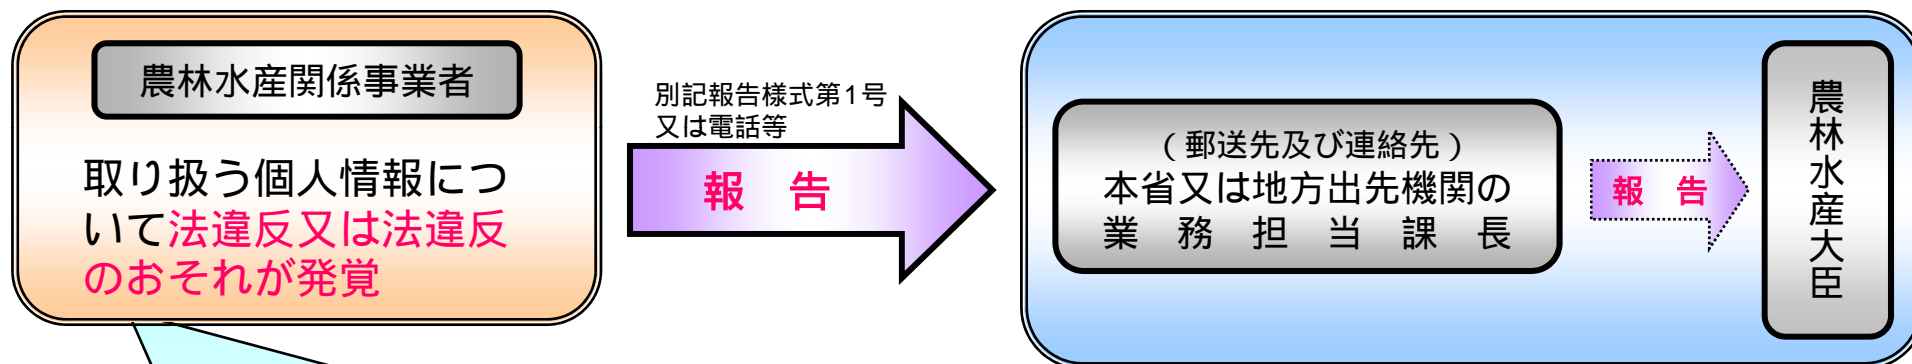 農林水産関係事業者
取り扱う個人情報につ
いて法違反又は法違反
のおそれが発覚
別記報告様式第1号
又は電話等
報　告
(郵送先及び連絡先)
本省又は地方出先機関の
業　務　担　当　課　長
報　告
農林水産大臣